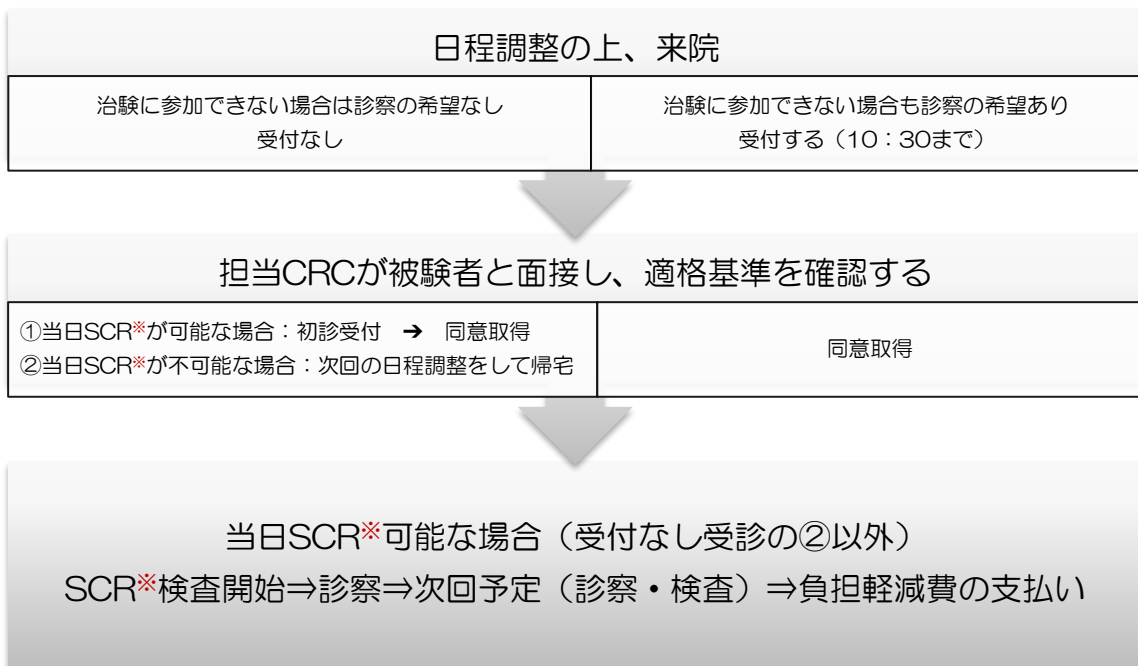 日程調整の上、来院
治験に参加できない場合は診察の希望なし
受付なし
治験に参加できない場合も診察の希望あり
受付する（10：30まで）
担当CRCが被験者と面接し、適格基準を確認する
①当日SCR※が可能な場合：初診受付　➔　同意取得
②当日SCR※が不可能な場合：次回の日程調整をして帰宅
同意取得
当日SCR※可能な場合（受付なし受診の②以外）
SCR※検査開始⇒診察⇒次回予定（診察・検査）⇒負担軽減費の支払い